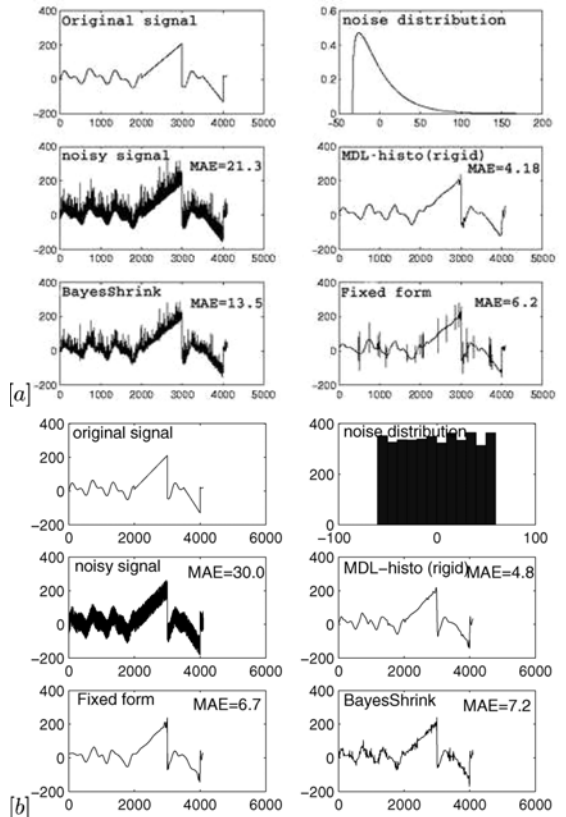 Original signal
400
200
0
−200
0 1000 2000 3000 4000 5000
noise distribution
0.6
0.4
0.2
0
−50 0 50 100 150 200
noisy signal
MAE=21.3
400
200
0
−200
0 1000 2000 3000 4000 5000
MDL-histo(rigid)
MAE=4.18
400
200
0
−200
0 1000 2000 3000 4000 5000
BayesShrink
MAE=13.5
400
200
0
−200
0 1000 2000 3000 4000 5000
Fixed form
MAE=6.2
400
200
0
−200
0 1000 2000 3000 4000 5000
[a]
original signal
400
200
0
−200
0 2000 4000 6000
noise distribution
400
200
0
−100 0 100
noisy signal
MAE=30.0
400
200
0
−200
0 2000 4000 6000
MDL-histo (rigid)
MAE=4.8
400
200
0
−200
0 2000 4000 6000
Fixed form
MAE=6.7
400
200
0
−200
0 2000 4000 6000
BayesShrink
MAE=7.2
400
200
0
−200
0 2000 4000 6000
[b]